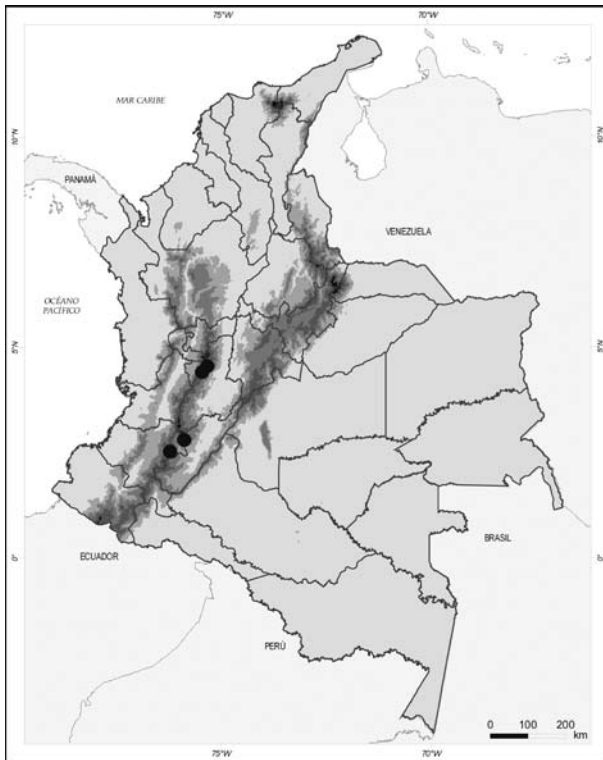 75°W 70°W
MAR CARIBE
10°N 10°N
PANAMÁ
VENEZUELA
OCÉANO
PACÍFICO
5°N 5°N
ECUADOR
BRASIL
0° 0°
PERÚ
0 100 200
km
75°W 70°W